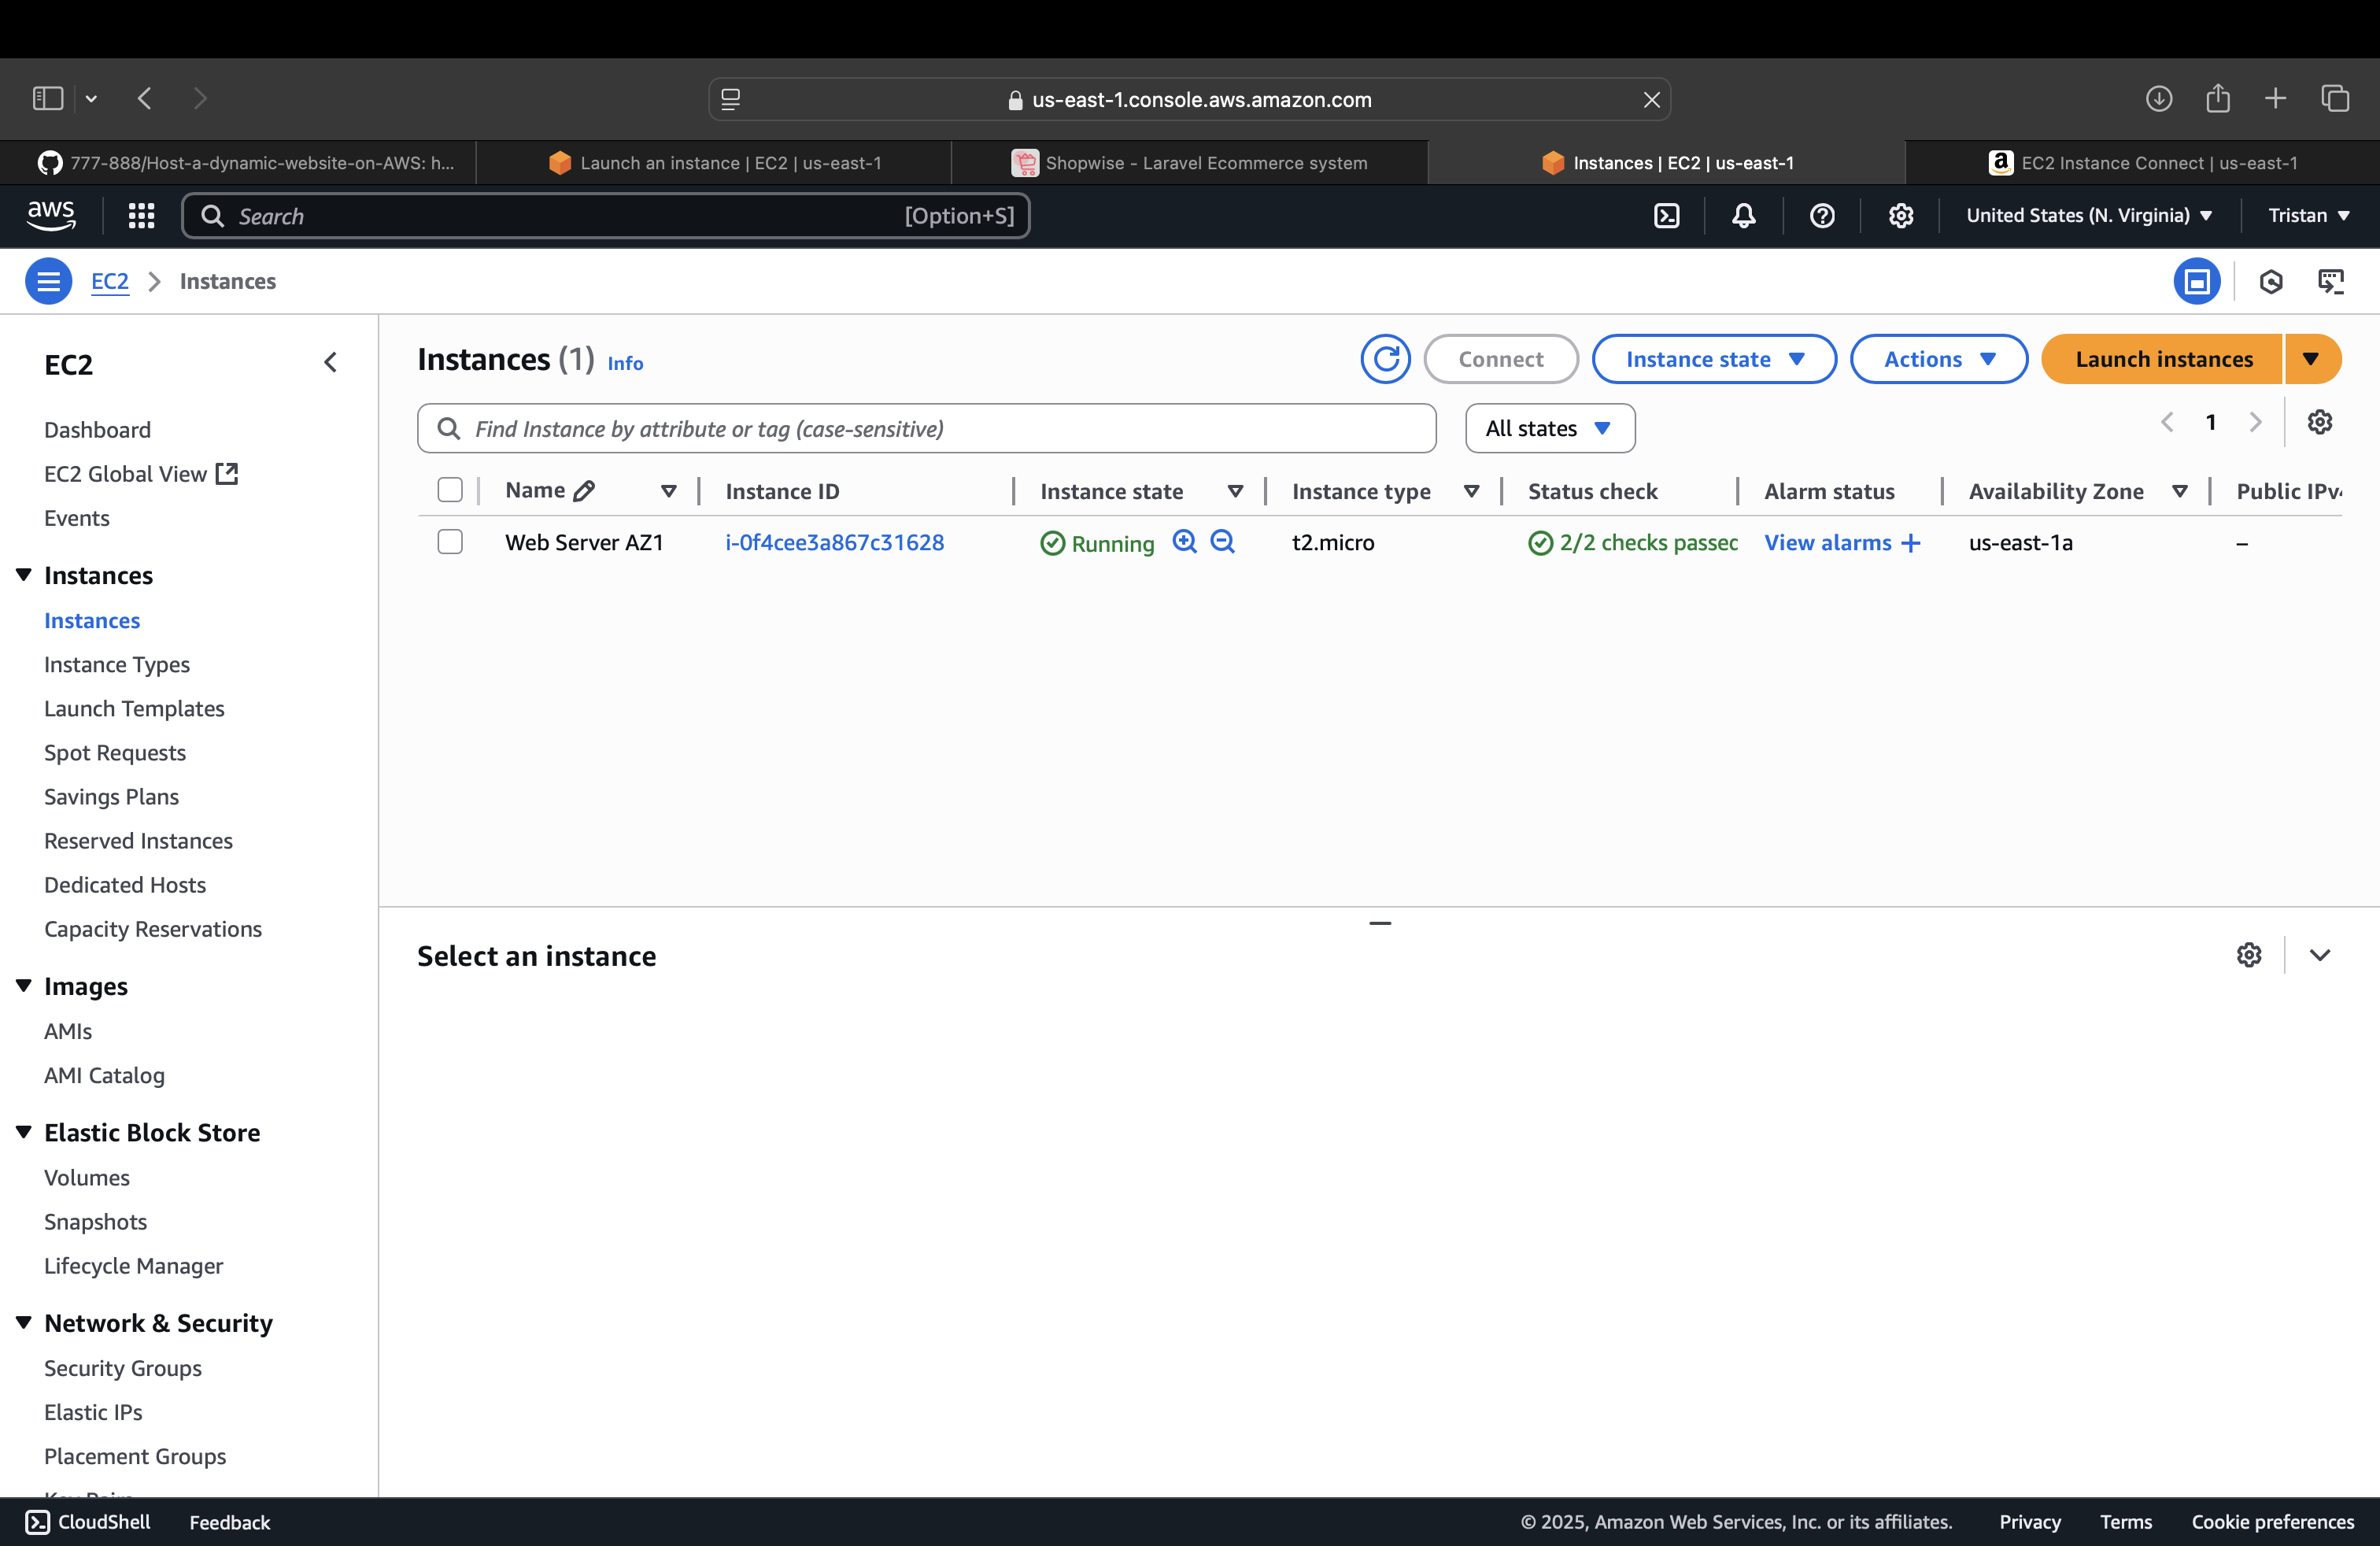 us-east-1.console.aws.amazon.com
777-888/Host-a-dynamic-website-on-AWS: h...
Launch an instance | EC2 | us-east-1
Shopwise - Laravel Ecommerce system
Instances | EC2 | us-east-1
EC2 Instance Connect | us-east-1
aws
Search
[Option+S]
United States (N. Virginia)
Tristan
EC2
Instances
EC2
Dashboard
EC2 Global View
Events
Instances
Instances
Instance Types
Launch Templates
Spot Requests
Savings Plans
Reserved Instances
Dedicated Hosts
Capacity Reservations
Images
AMIs
AMI Catalog
Elastic Block Store
Volumes
Snapshots
Lifecycle Manager
Network & Security
Security Groups
Elastic IPs
Placement Groups
Instances (1) Info
Connect
Instance state
Actions
Launch instances
Find Instance by attribute or tag (case-sensitive)
All states
1
Name
Instance ID
Instance state
Instance type
Status check
Alarm status
Availability Zone
Public IPv4
Web Server AZ1
i-0f4cee3a867c31628
Running
t2.micro
2/2 checks passed
View alarms +
us-east-1a
–
Select an instance
CloudShell
Feedback
© 2025, Amazon Web Services, Inc. or its affiliates.
Privacy
Terms
Cookie preferences